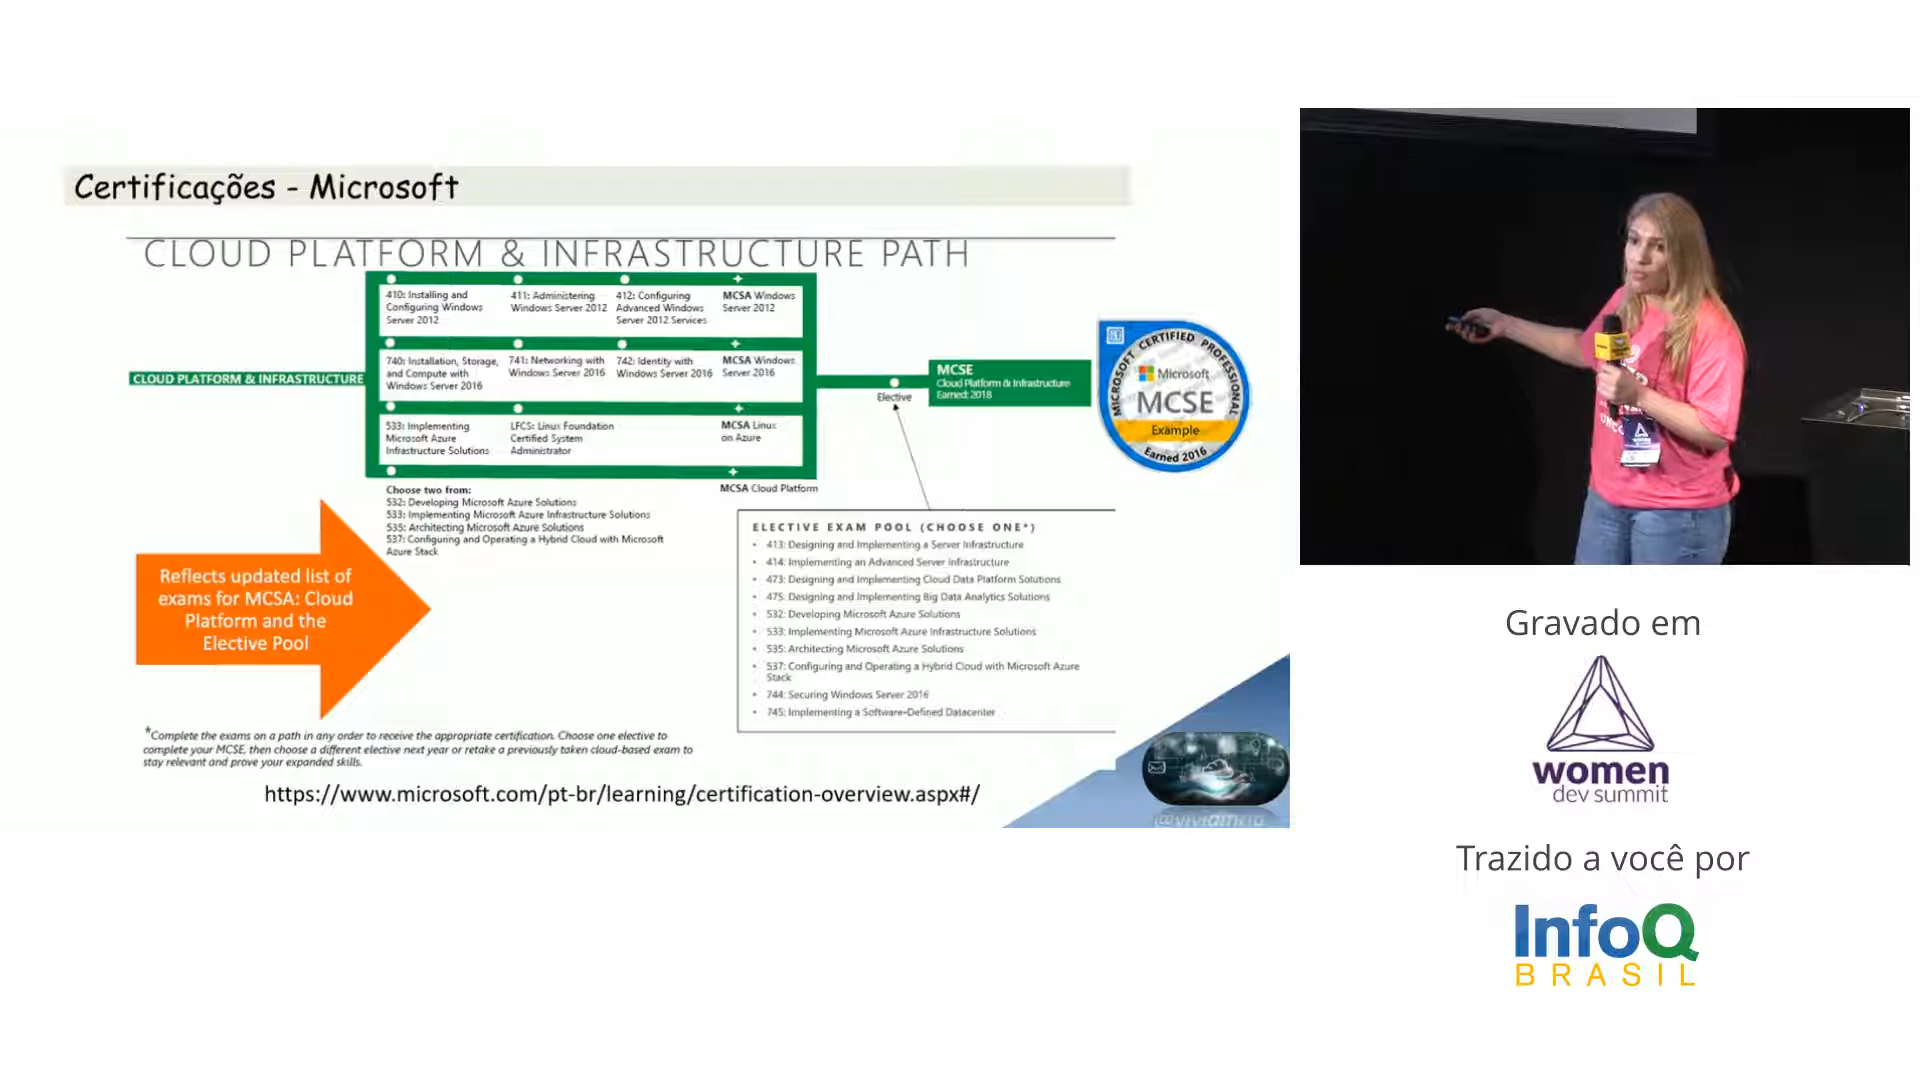 Certificações - Microsoft
CLOUD PLATFORM & INFRASTRUCTURE PATH
CLOUD PLATFORM & INFRASTRUCTURE
410: Installing and
Configuring Windows
Server 2012
411: Administering
Windows Server 2012
412: Configuring
Advanced Windows
Server 2012 Services
MCSA Windows
Server 2012
740: Installation, Storage,
and Compute with
Windows Server 2016
741: Networking with
Windows Server 2016
742: Identity with
Windows Server 2016
MCSA Windows
Server 2016
533: Implementing
Microsoft Azure
Infrastructure Solutions
LFCS: Linux Foundation
Certified System
Administrator
MCSA Linux
on Azure
Choose two from:
532: Developing Microsoft Azure Solutions
533: Implementing Microsoft Azure Infrastructure Solutions
535: Architecting Microsoft Azure Solutions
537: Configuring and Operating a Hybrid Cloud with Microsoft
Azure Stack
MCSA Cloud Platform
Elective
MCSE
Cloud Platform & Infrastructure
Earned: 2018
MICROSOFT CERTIFIED PROFESSIONAL
Microsoft
MCSE
Example
Earned 2016
ELECTIVE EXAM POOL (CHOOSE ONE*)
• 413: Designing and Implementing a Server Infrastructure
• 414: Implementing an Advanced Server Infrastructure
• 473: Designing and Implementing Cloud Data Platform Solutions
• 475: Designing and Implementing Big Data Analytics Solutions
• 532: Developing Microsoft Azure Solutions
• 533: Implementing Microsoft Azure Infrastructure Solutions
• 535: Architecting Microsoft Azure Solutions
• 537: Configuring and Operating a Hybrid Cloud with Microsoft Azure
Stack
• 744: Securing Windows Server 2016
• 745: Implementing a Software-Defined Datacenter
Reflects updated list of
exams for MCSA: Cloud
Platform and the
Elective Pool
*Complete the exams on a path in any order to receive the appropriate certification. Choose one elective to
complete your MCSE, then choose a different elective next year or retake a previously taken cloud-based exam to
stay relevant and prove your expanded skills.
https://www.microsoft.com/pt-br/learning/certification-overview.aspx#/
Gravado em
women
dev summit
Trazido a você por
InfoQ
BRASIL